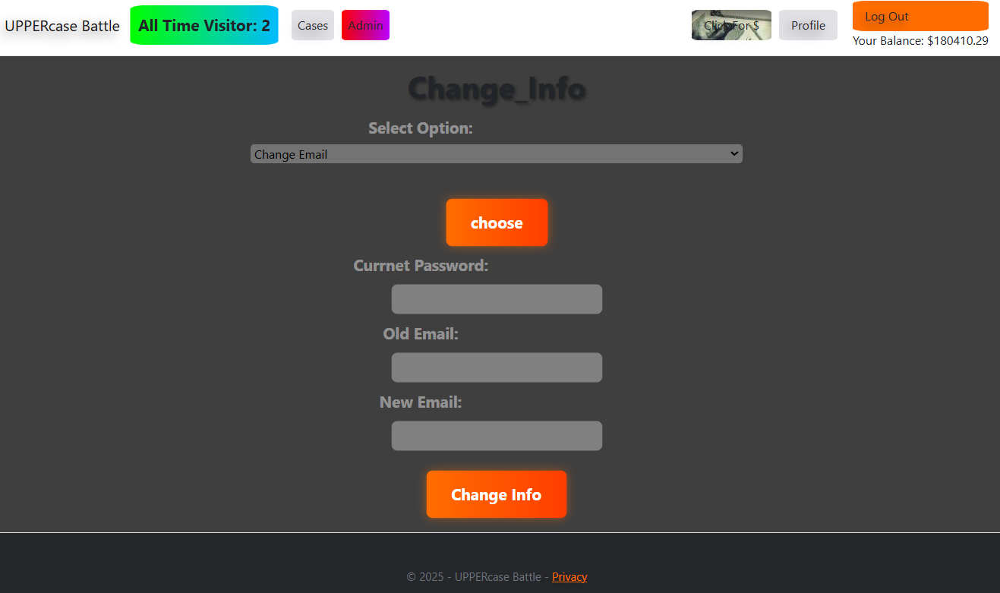 UPPERcase Battle All Time Visitor: 2 Cases Admin Click For $ Profile Log Out
Your Balance: $180410.29
Change_Info
Select Option:
Change Email
choose
Currnet Password:
Old Email:
New Email:
Change Info
© 2025 - UPPERcase Battle - Privacy